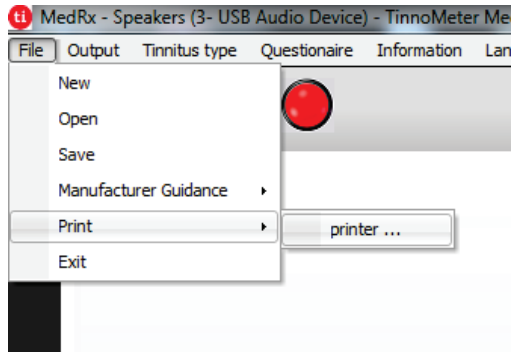 ti MedRx - Speakers (3- USB Audio Device) - TinnoMeter Me
File Output Tinnitus type Questionaire Information Lan
New
Open
Save
Manufacturer Guidance
Print
printer ...
Exit